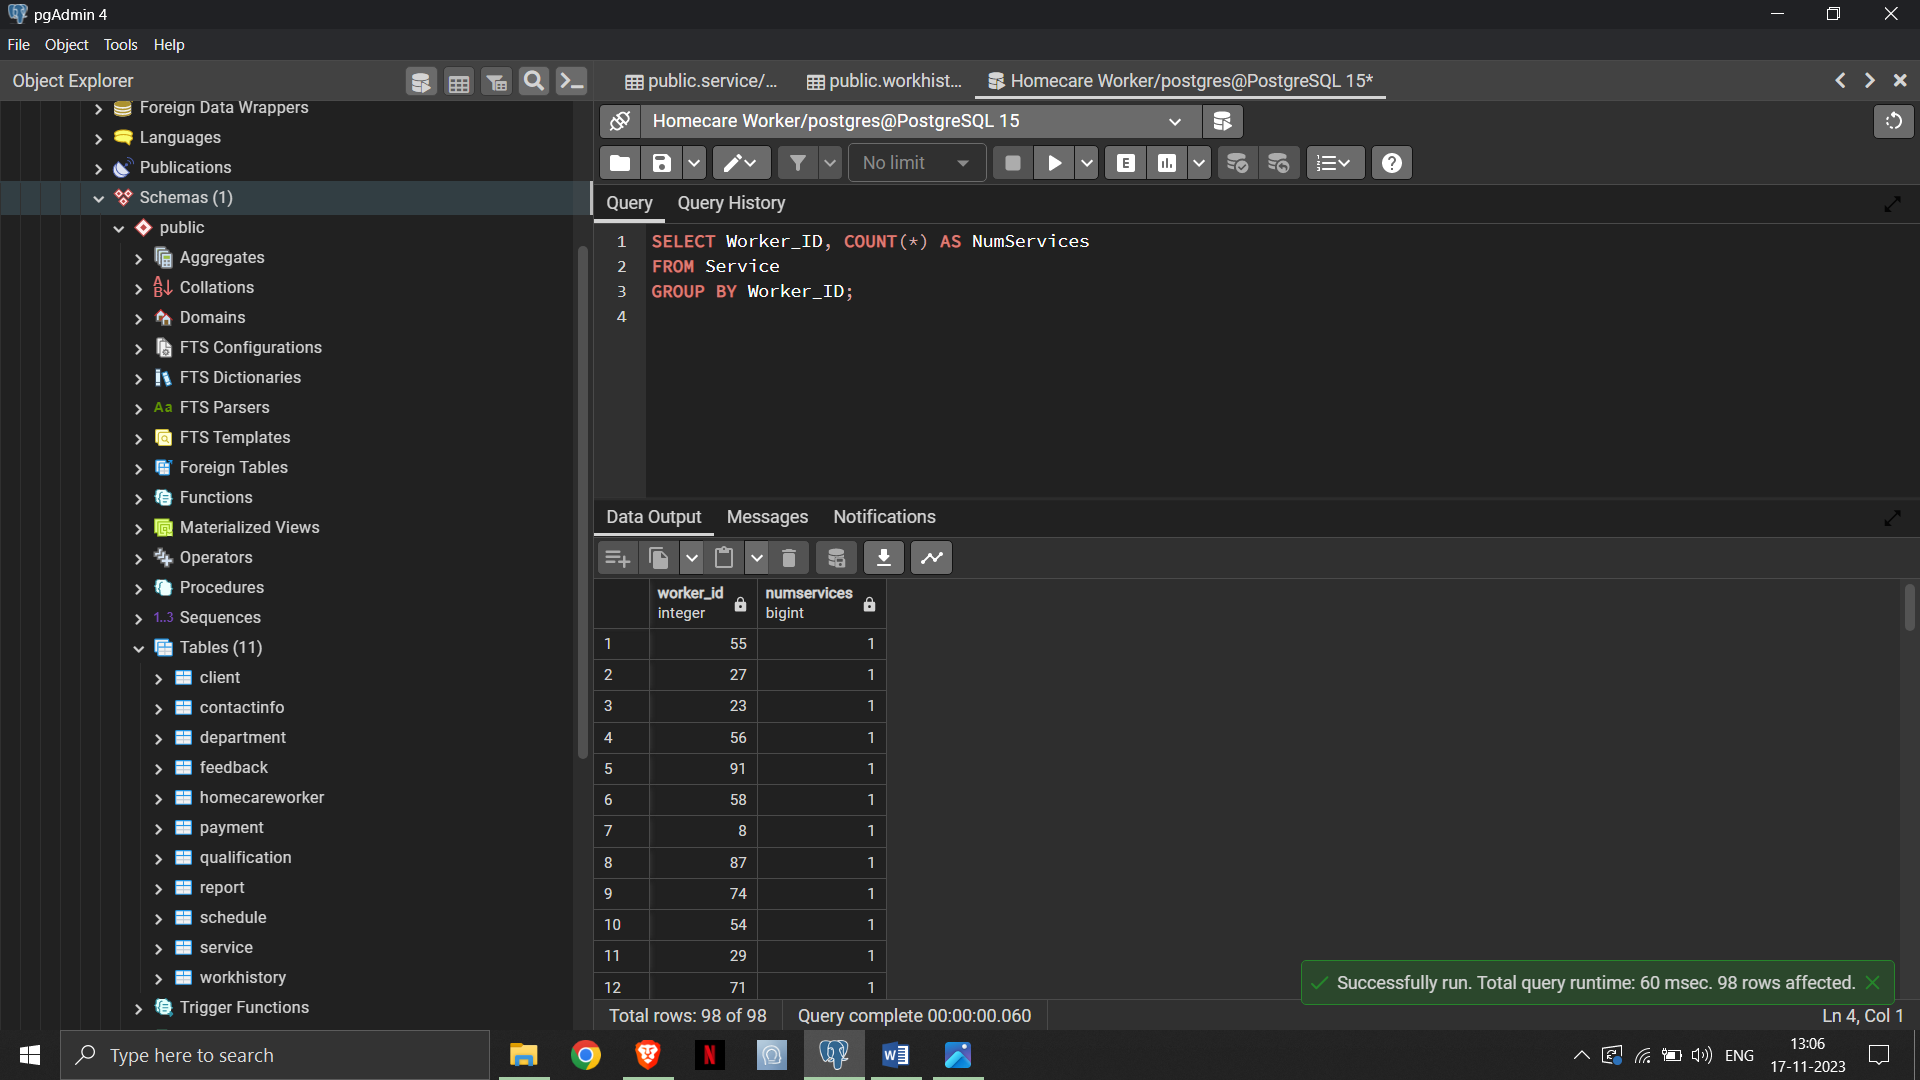 pgAdmin 4
File Object Tools Help
Object Explorer
public.service/... public.workhist... Homecare Worker/postgres@PostgreSQL 15*
Foreign Data Wrappers
Languages
Publications
Schemas (1)
public
Aggregates
Collations
Domains
FTS Configurations
FTS Dictionaries
Aa FTS Parsers
FTS Templates
Foreign Tables
Functions
Materialized Views
Operators
Procedures
1..3 Sequences
Tables (11)
client
contactinfo
department
feedback
homecareworker
payment
qualification
report
schedule
service
workhistory
Trigger Functions
Homecare Worker/postgres@PostgreSQL 15
No limit E
Query Query History
1 SELECT Worker_ID, COUNT(*) AS NumServices
2 FROM Service
3 GROUP BY Worker_ID;
4
Data Output Messages Notifications
worker_id numservices
integer bigint
1 55 1
2 27 1
3 23 1
4 56 1
5 91 1
6 58 1
7 8 1
8 87 1
9 74 1
10 54 1
11 29 1
12 71 1
Successfully run. Total query runtime: 60 msec. 98 rows affected.
Total rows: 98 of 98 Query complete 00:00:00.060 Ln 4, Col 1
Type here to search
ENG
13:06
17-11-2023